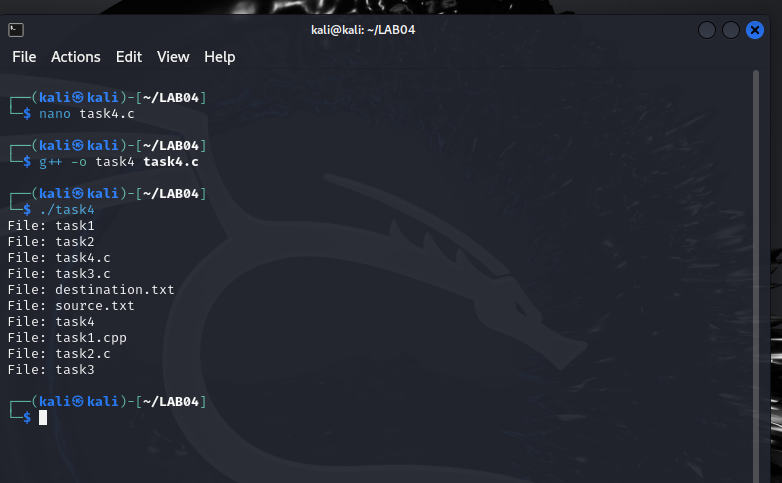 kali@kali: ~/LAB04
File Actions Edit View Help
┌──(kali㉿kali)-[~/LAB04]
└─$ nano task4.c
┌──(kali㉿kali)-[~/LAB04]
└─$ g++ -o task4 task4.c
┌──(kali㉿kali)-[~/LAB04]
└─$ ./task4
File: task1
File: task2
File: task4.c
File: task3.c
File: destination.txt
File: source.txt
File: task4
File: task1.cpp
File: task2.c
File: task3
┌──(kali㉿kali)-[~/LAB04]
└─$